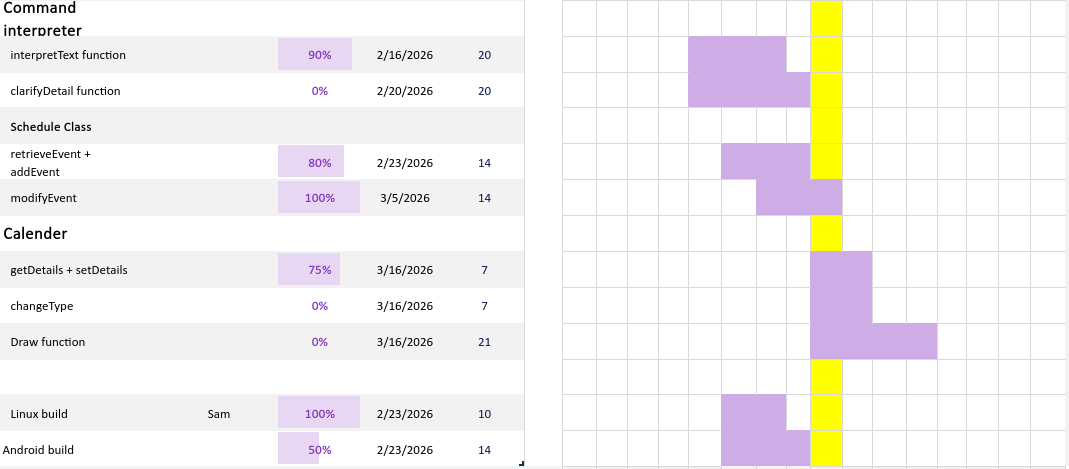 Command
interpreter
interpretText function 90% 2/16/2026 20
clarifyDetail function 0% 2/20/2026 20
Schedule Class
retrieveEvent +
addEvent 80% 2/23/2026 14
modifyEvent 100% 3/5/2026 14
Calender
getDetails + setDetails 75% 3/16/2026 7
changeType 0% 3/16/2026 7
Draw function 0% 3/16/2026 21
Linux build Sam 100% 2/23/2026 10
Android build 50% 2/23/2026 14